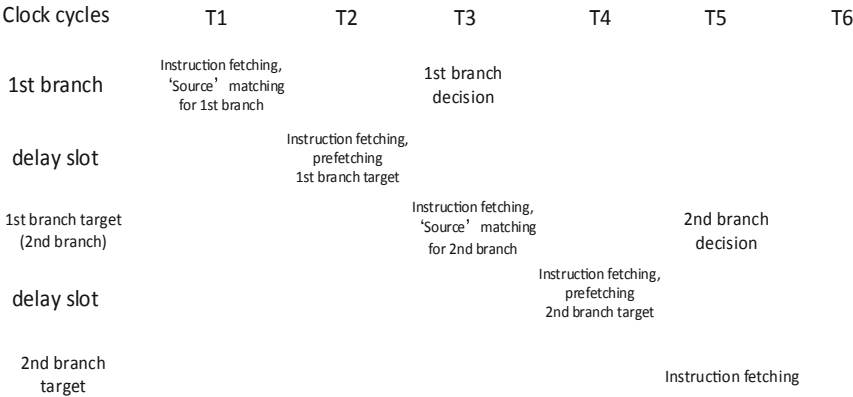 Clock cycles T1 T2 T3 T4 T5 T6
1st branch
Instruction fetching,
‘Source’ matching
for 1st branch
1st branch
decision
delay slot
Instruction fetching,
prefetching
1st branch target
1st branch target
(2nd branch)
Instruction fetching,
‘Source’ matching
for 2nd branch
2nd branch
decision
delay slot
Instruction fetching,
prefetching
2nd branch target
2nd branch
target
Instruction fetching